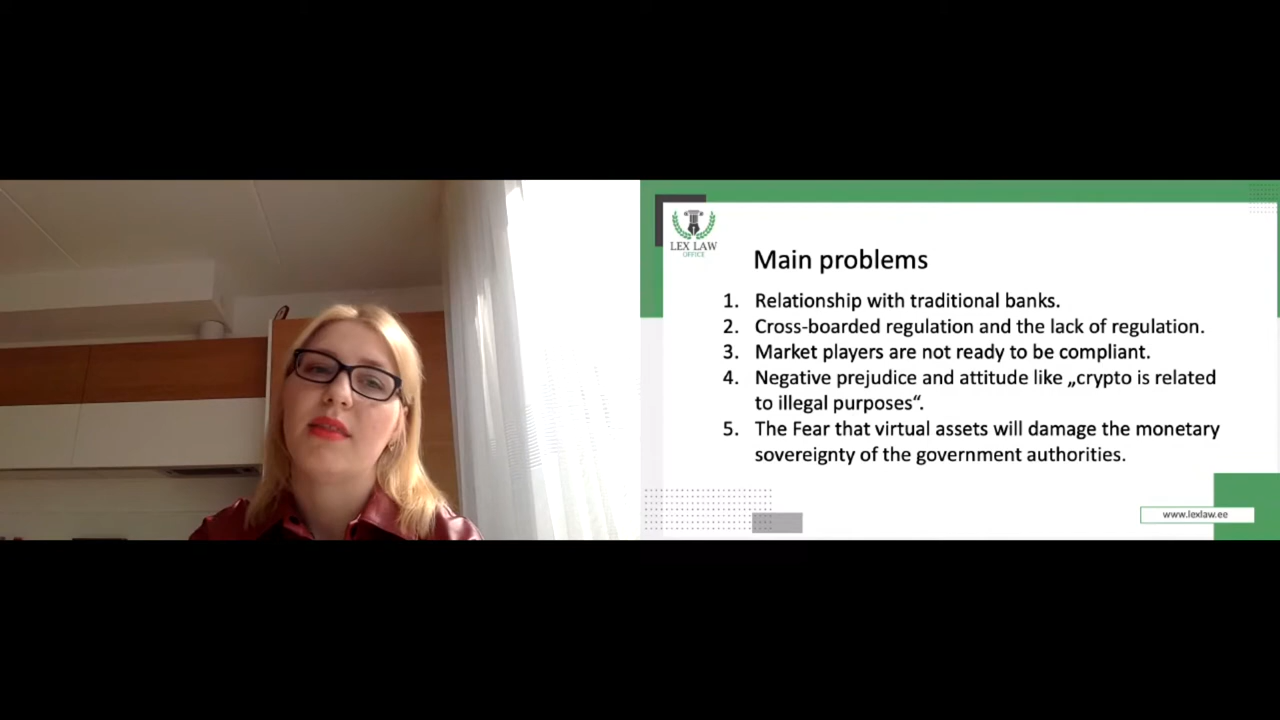 LEX LAW
OFFICE
Main problems
1. Relationship with traditional banks.
2. Cross-boarded regulation and the lack of regulation.
3. Market players are not ready to be compliant.
4. Negative prejudice and attitude like „crypto is related
to illegal purposes“.
5. The Fear that virtual assets will damage the monetary
sovereignty of the government authorities.
www.lexlaw.ee